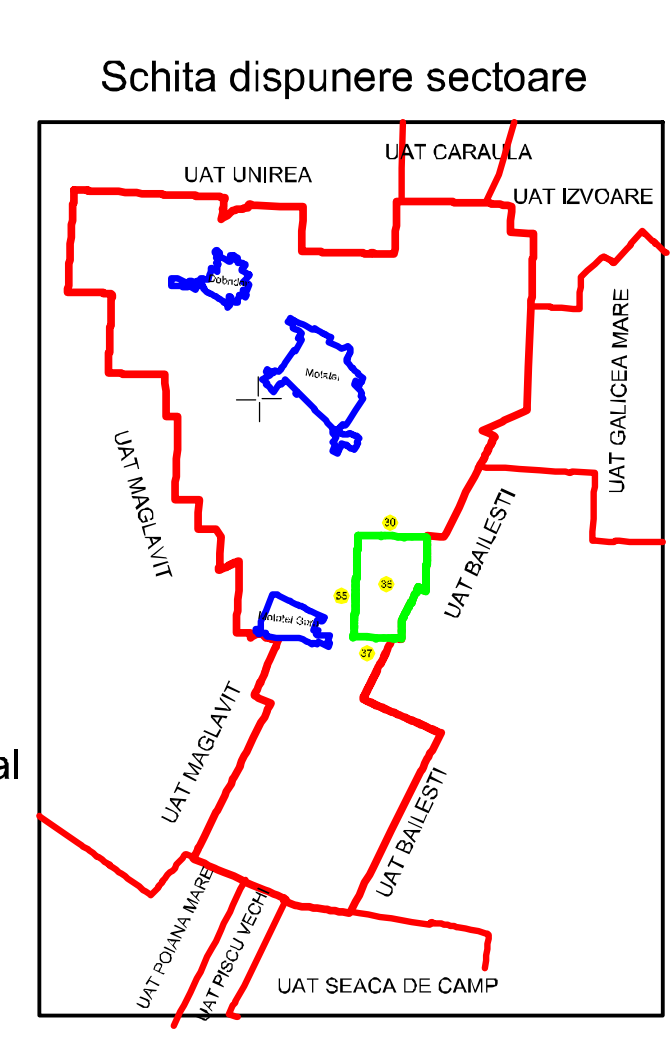 Schita dispunere sectoare
UAT CARAULA
UAT UNIREA
UAT IZVOARE
UAT GALICEA MARE
Motatei
UAT MAGLAVIT
UAT BAILESTI
30
36
35
37
UAT MAGLAVIT
al
UAT BAILESTI
UAT POIANA MARE
UAT PISCU VECHI
UAT SEACA DE CAMP